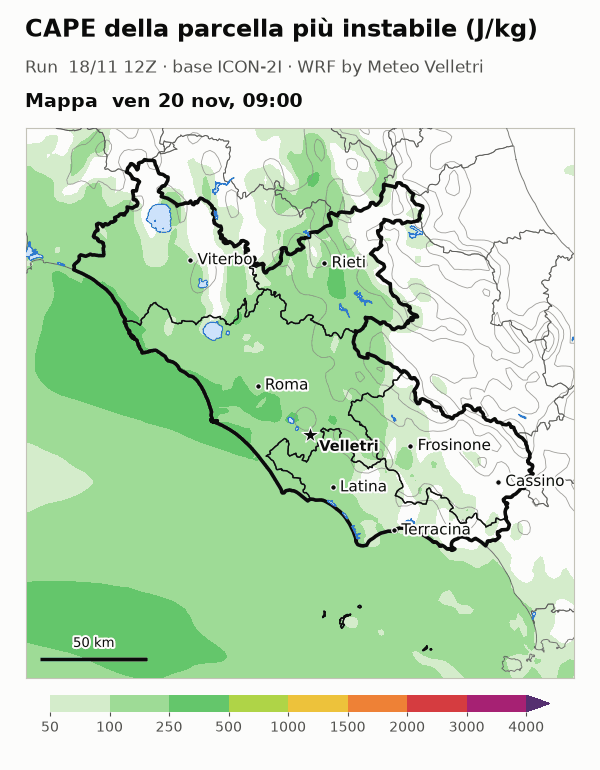 CAPE della parcella più instabile (J/kg)
Run 18/11 12Z · base ICON-2I · WRF by Meteo Velletri
Mappa ven 20 nov, 09:00
Viterbo
Rieti
Roma
Velletri
Frosinone
Latina
Cassino
Terracina
50 km
50 100 250 500 1000 1500 2000 3000 4000